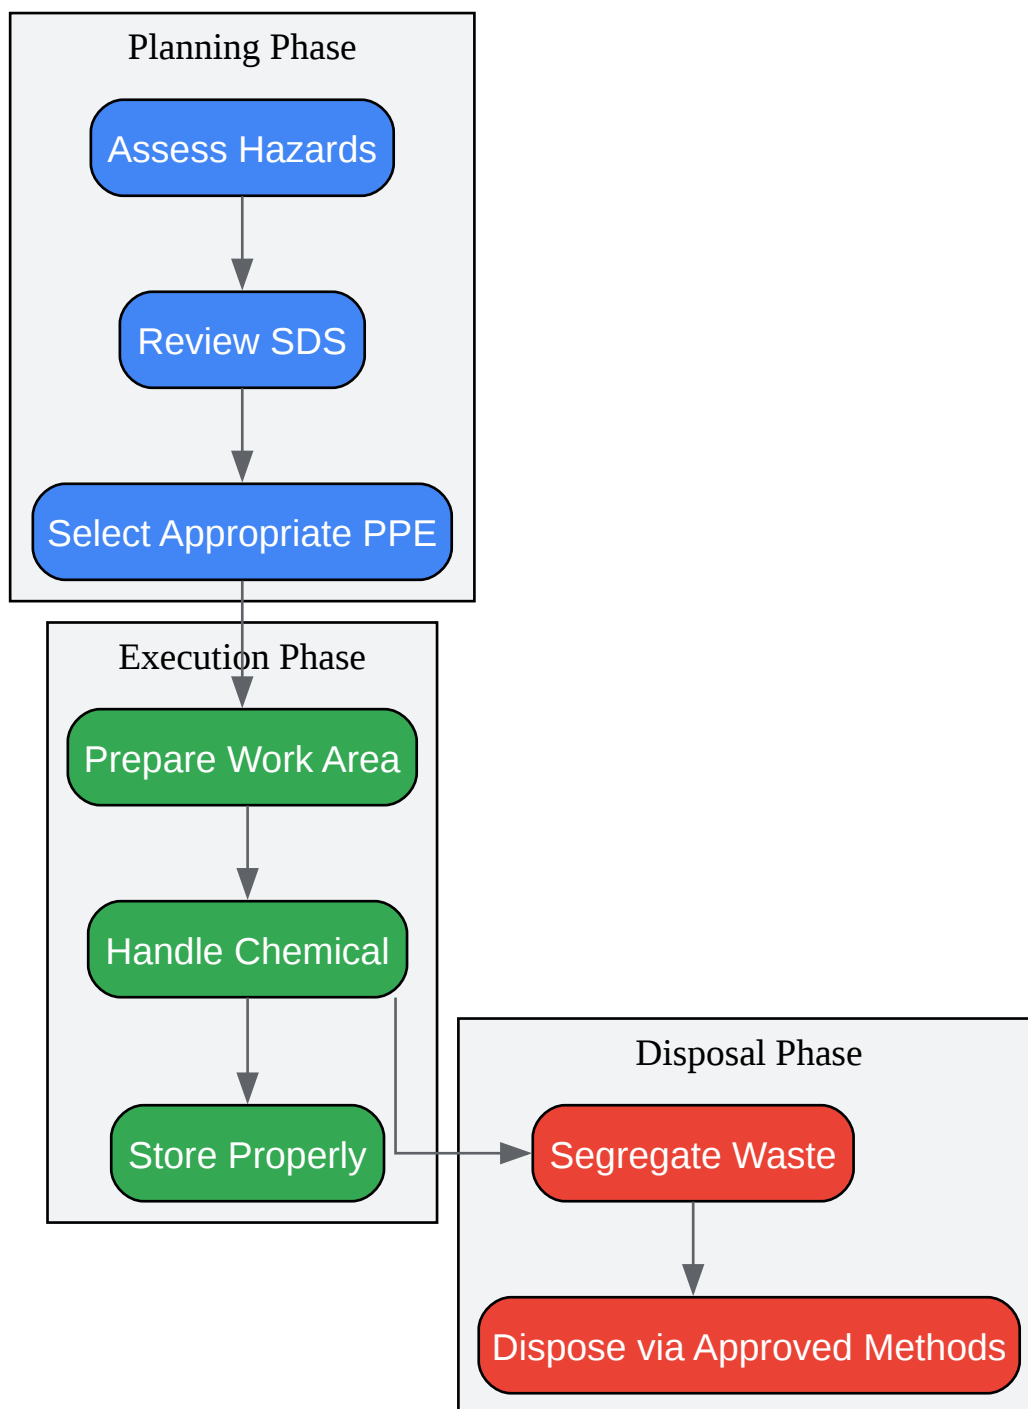 Planning Phase
Assess Hazards
Review SDS
Select Appropriate PPE
Execution Phase
Prepare Work Area
Handle Chemical
Store Properly
Disposal Phase
Segregate Waste
Dispose via Approved Methods